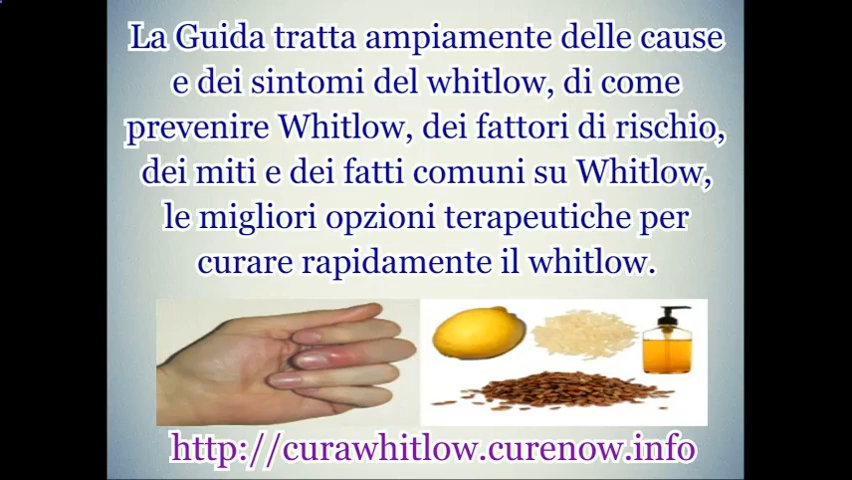 La Guida tratta ampiamente delle cause
e dei sintomi del whitlow, di come
prevenire Whitlow, dei fattori di rischio,
dei miti e dei fatti comuni su Whitlow,
le migliori opzioni terapeutiche per
curare rapidamente il whitlow.
http://curawhitlow.curenow.info